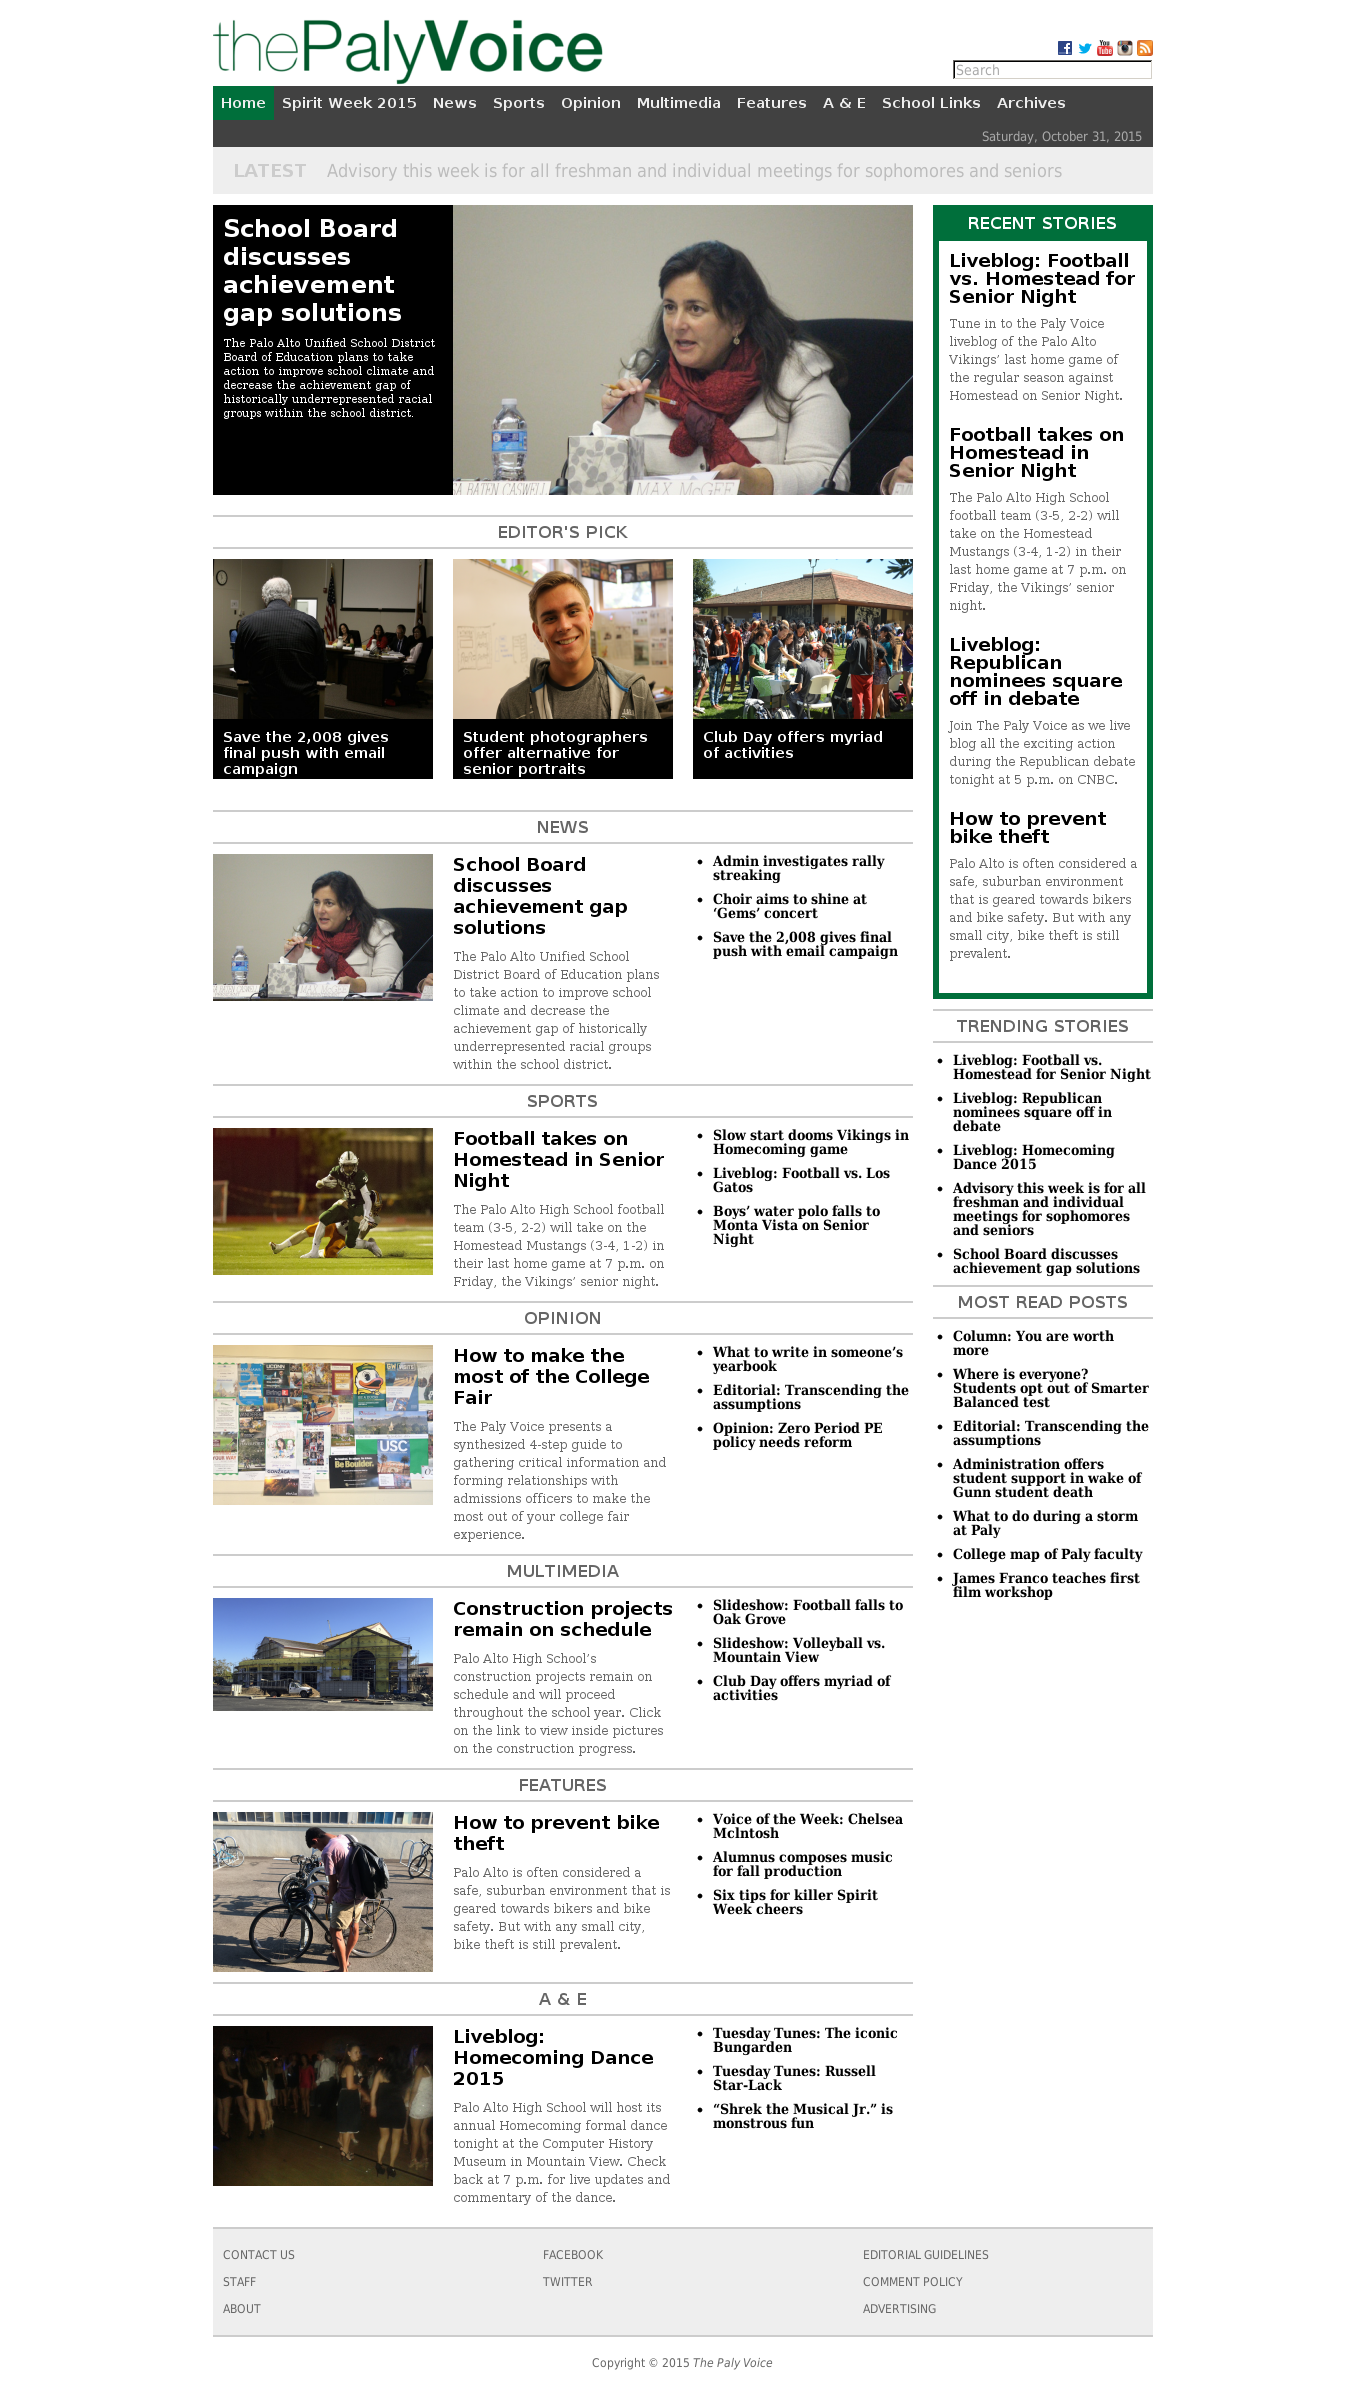 thePalyVoice
Search
Home Spirit Week 2015 News Sports Opinion Multimedia Features A & E School Links Archives
Saturday, October 31, 2015
LATEST Advisory this week is for all freshman and individual meetings for sophomores and seniors
School Board
discusses
achievement
gap solutions
The Palo Alto Unified School District
Board of Education plans to take
action to improve school climate and
decrease the achievement gap of
historically underrepresented racial
groups within the school district.
BATEN CASWELL
MAX McGEE
EDITOR'S PICK
Save the 2,008 gives
final push with email
campaign
Student photographers
offer alternative for
senior portraits
Club Day offers myriad
of activities
NEWS
School Board
discusses
achievement gap
solutions
The Palo Alto Unified School
District Board of Education plans
to take action to improve school
climate and decrease the
achievement gap of historically
underrepresented racial groups
within the school district.
Admin investigates rally
streaking
Choir aims to shine at
‘Gems’ concert
Save the 2,008 gives final
push with email campaign
SPORTS
Football takes on
Homestead in Senior
Night
The Palo Alto High School football
team (3-5, 2-2) will take on the
Homestead Mustangs (3-4, 1-2) in
their last home game at 7 p.m. on
Friday, the Vikings’ senior night.
Slow start dooms Vikings in
Homecoming game
Liveblog: Football vs. Los
Gatos
Boys’ water polo falls to
Monta Vista on Senior
Night
OPINION
UCONN
USC
Be Boulder.
GONZAGA
How to make the
most of the College
Fair
The Paly Voice presents a
synthesized 4-step guide to
gathering critical information and
forming relationships with
admissions officers to make the
most out of your college fair
experience.
What to write in someone’s
yearbook
Editorial: Transcending the
assumptions
Opinion: Zero Period PE
policy needs reform
MULTIMEDIA
Construction projects
remain on schedule
Palo Alto High School’s
construction projects remain on
schedule and will proceed
throughout the school year. Click
on the link to view inside pictures
on the construction progress.
Slideshow: Football falls to
Oak Grove
Slideshow: Volleyball vs.
Mountain View
Club Day offers myriad of
activities
FEATURES
How to prevent bike
theft
Palo Alto is often considered a
safe, suburban environment that is
geared towards bikers and bike
safety. But with any small city,
bike theft is still prevalent.
Voice of the Week: Chelsea
Mclntosh
Alumnus composes music
for fall production
Six tips for killer Spirit
Week cheers
A & E
Liveblog:
Homecoming Dance
2015
Palo Alto High School will host its
annual Homecoming formal dance
tonight at the Computer History
Museum in Mountain View. Check
back at 7 p.m. for live updates and
commentary of the dance.
Tuesday Tunes: The iconic
Bungarden
Tuesday Tunes: Russell
Star-Lack
“Shrek the Musical Jr.” is
monstrous fun
RECENT STORIES
Liveblog: Football
vs. Homestead for
Senior Night
Tune in to the Paly Voice
liveblog of the Palo Alto
Vikings’ last home game of
the regular season against
Homestead on Senior Night.
Football takes on
Homestead in
Senior Night
The Palo Alto High School
football team (3-5, 2-2) will
take on the Homestead
Mustangs (3-4, 1-2) in their
last home game at 7 p.m. on
Friday, the Vikings’ senior
night.
Liveblog:
Republican
nominees square
off in debate
Join The Paly Voice as we live
blog all the exciting action
during the Republican debate
tonight at 5 p.m. on CNBC.
How to prevent
bike theft
Palo Alto is often considered a
safe, suburban environment
that is geared towards bikers
and bike safety. But with any
small city, bike theft is still
prevalent.
TRENDING STORIES
Liveblog: Football vs.
Homestead for Senior Night
Liveblog: Republican
nominees square off in
debate
Liveblog: Homecoming
Dance 2015
Advisory this week is for all
freshman and individual
meetings for sophomores
and seniors
School Board discusses
achievement gap solutions
MOST READ POSTS
Column: You are worth
more
Where is everyone?
Students opt out of Smarter
Balanced test
Editorial: Transcending the
assumptions
Administration offers
student support in wake of
Gunn student death
What to do during a storm
at Paly
College map of Paly faculty
James Franco teaches first
film workshop
CONTACT US
STAFF
ABOUT
FACEBOOK
TWITTER
EDITORIAL GUIDELINES
COMMENT POLICY
ADVERTISING
Copyright © 2015 The Paly Voice